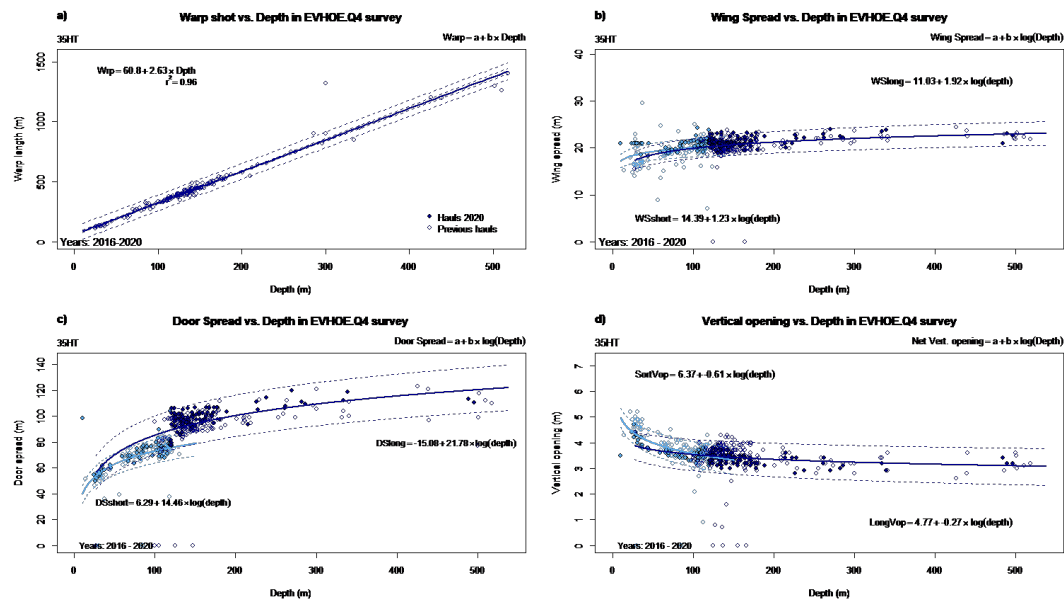 a) Warp shot vs. Depth in EVHOE.Q4 survey
35HT Warp = a + b × Depth
Wrp = 60.8 + 2.63 × Dpth
r² = 0.96
Warp length (m)
0 500 1000 1500
Hauls 2020
Previous hauls
Years: 2016-2020
0 100 200 300 400 500
Depth (m)
b) Wing Spread vs. Depth in EVHOE.Q4 survey
35HT Wing Spread = a + b × log(Depth)
WSlong = 11.03 + 1.92 × log(depth)
Wing spread (m)
0 10 20 30 40
WSshort = 14.39 + 1.23 × log(depth)
Years: 2016 - 2020
0 100 200 300 400 500
Depth (m)
c) Door Spread vs. Depth in EVHOE.Q4 survey
35HT Door Spread = a + b × log(Depth)
Door spread (m)
0 20 40 60 80 100 120 140
DSlong = -15.08 + 21.78 × log(depth)
DSshort = 6.29 + 14.46 × log(depth)
Years: 2016 - 2020
0 100 200 300 400 500
Depth (m)
d) Vertical opening vs. Depth in EVHOE.Q4 survey
35HT Net Vert. opening = a + b × log(Depth)
SortVop = 6.37 + -0.61 × log(depth)
Vertical opening (m)
0 1 2 3 4 5 6 7
LongVop = 4.77 + -0.27 × log(depth)
Years: 2016 - 2020
0 100 200 300 400 500
Depth (m)